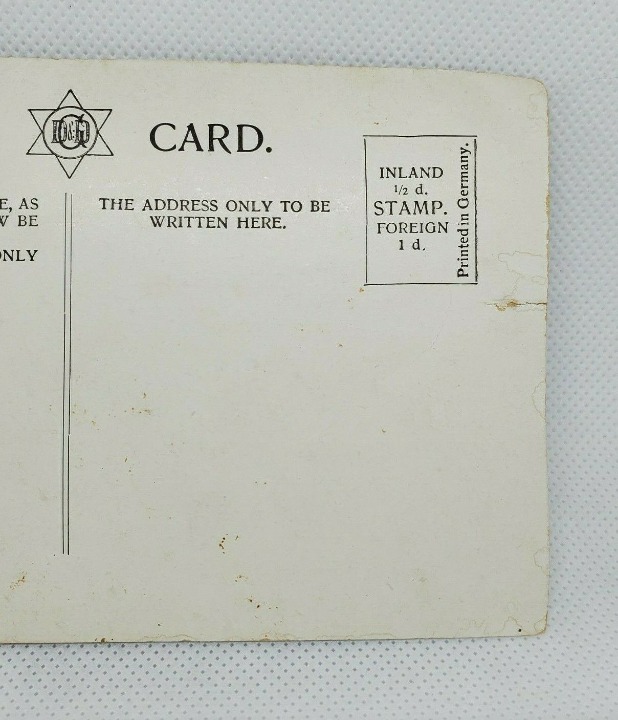 DG&D CARD.
E, AS
W BE
ONLY
THE ADDRESS ONLY TO BE
WRITTEN HERE.
INLAND
1/2 d.
STAMP.
FOREIGN
1 d.
Printed in Germany.